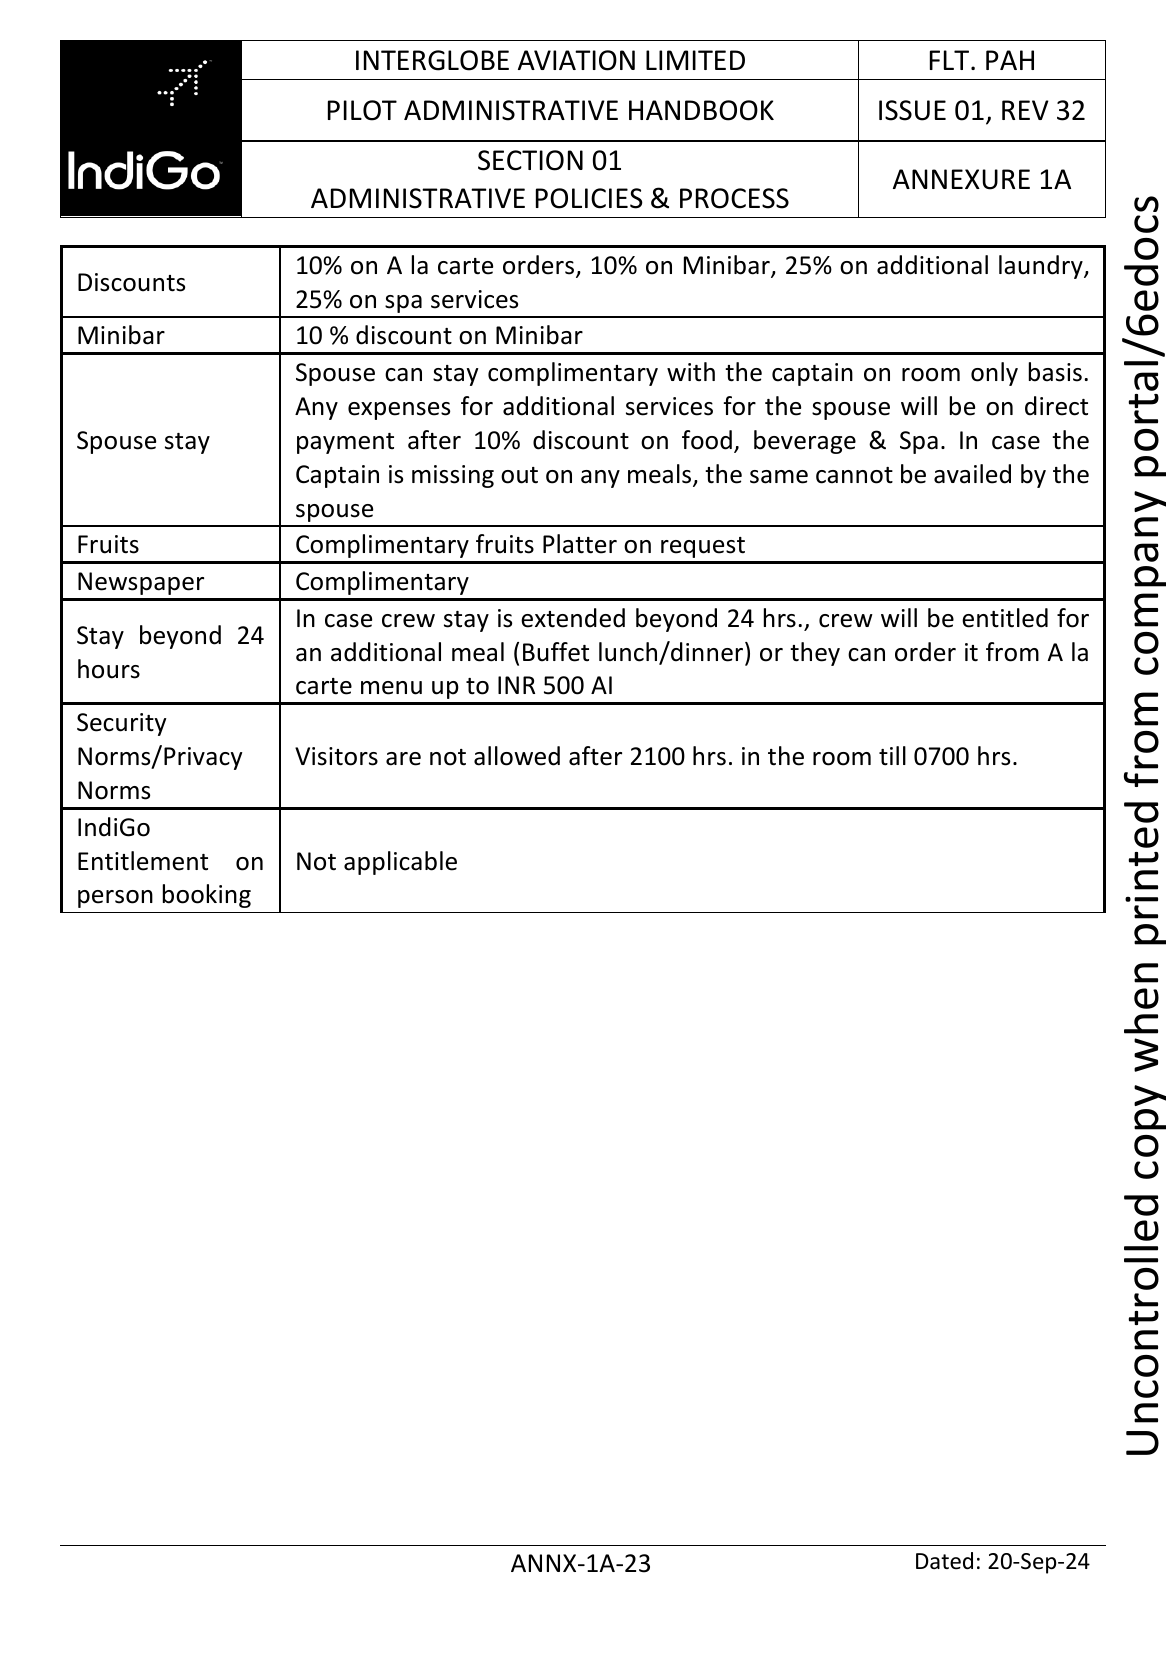 IndiGo
INTERGLOBE AVIATION LIMITED
FLT. PAH
PILOT ADMINISTRATIVE HANDBOOK
ISSUE 01, REV 32
SECTION 01
ADMINISTRATIVE POLICIES & PROCESS
ANNEXURE 1A
Discounts
10% on A la carte orders, 10% on Minibar, 25% on additional laundry,
25% on spa services
Minibar
10 % discount on Minibar
Spouse stay
Spouse can stay complimentary with the captain on room only basis.
Any expenses for additional services for the spouse will be on direct
payment after 10% discount on food, beverage & Spa. In case the
Captain is missing out on any meals, the same cannot be availed by the
spouse
Fruits
Complimentary fruits Platter on request
Newspaper
Complimentary
Stay beyond 24
hours
In case crew stay is extended beyond 24 hrs., crew will be entitled for
an additional meal (Buffet lunch/dinner) or they can order it from A la
carte menu up to INR 500 AI
Security
Norms/Privacy
Norms
Visitors are not allowed after 2100 hrs. in the room till 0700 hrs.
IndiGo
Entitlement on
person booking
Not applicable
Uncontrolled copy when printed from company portal/6edocs
ANNX-1A-23
Dated: 20-Sep-24